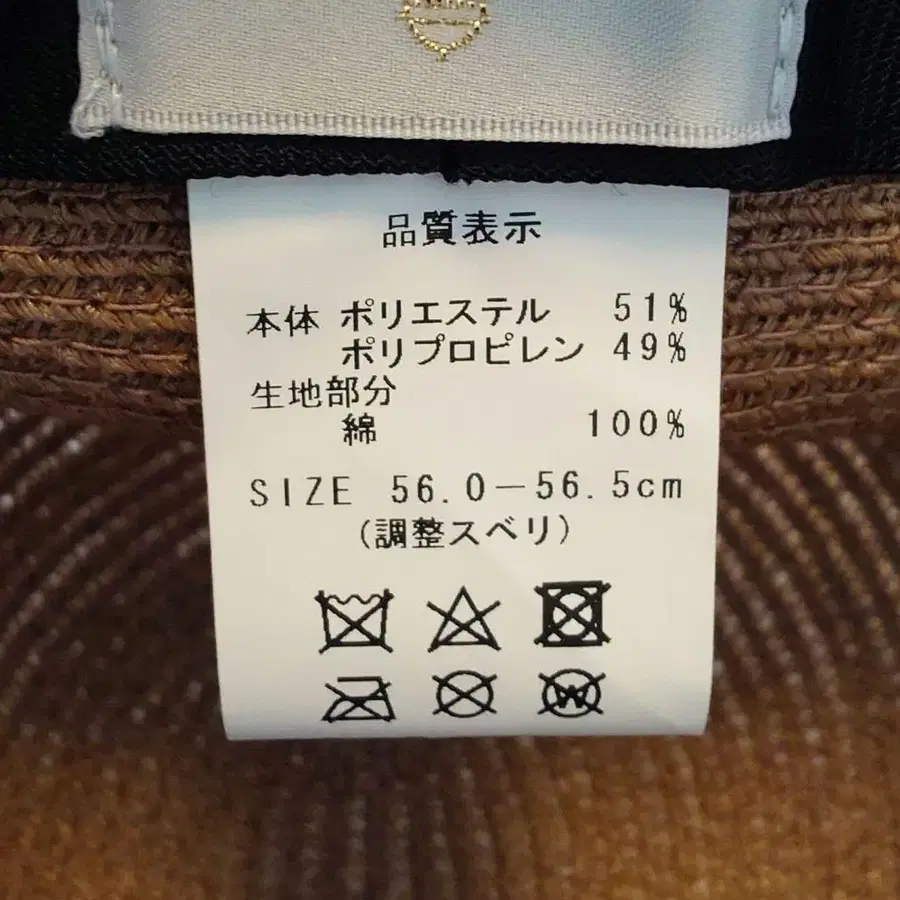 品質表示
本体 ポリエステル 51%
ポリプロピレン 49%
生地部分
綿 100%
SIZE 56.0-56.5cm
(調整スベリ)
W